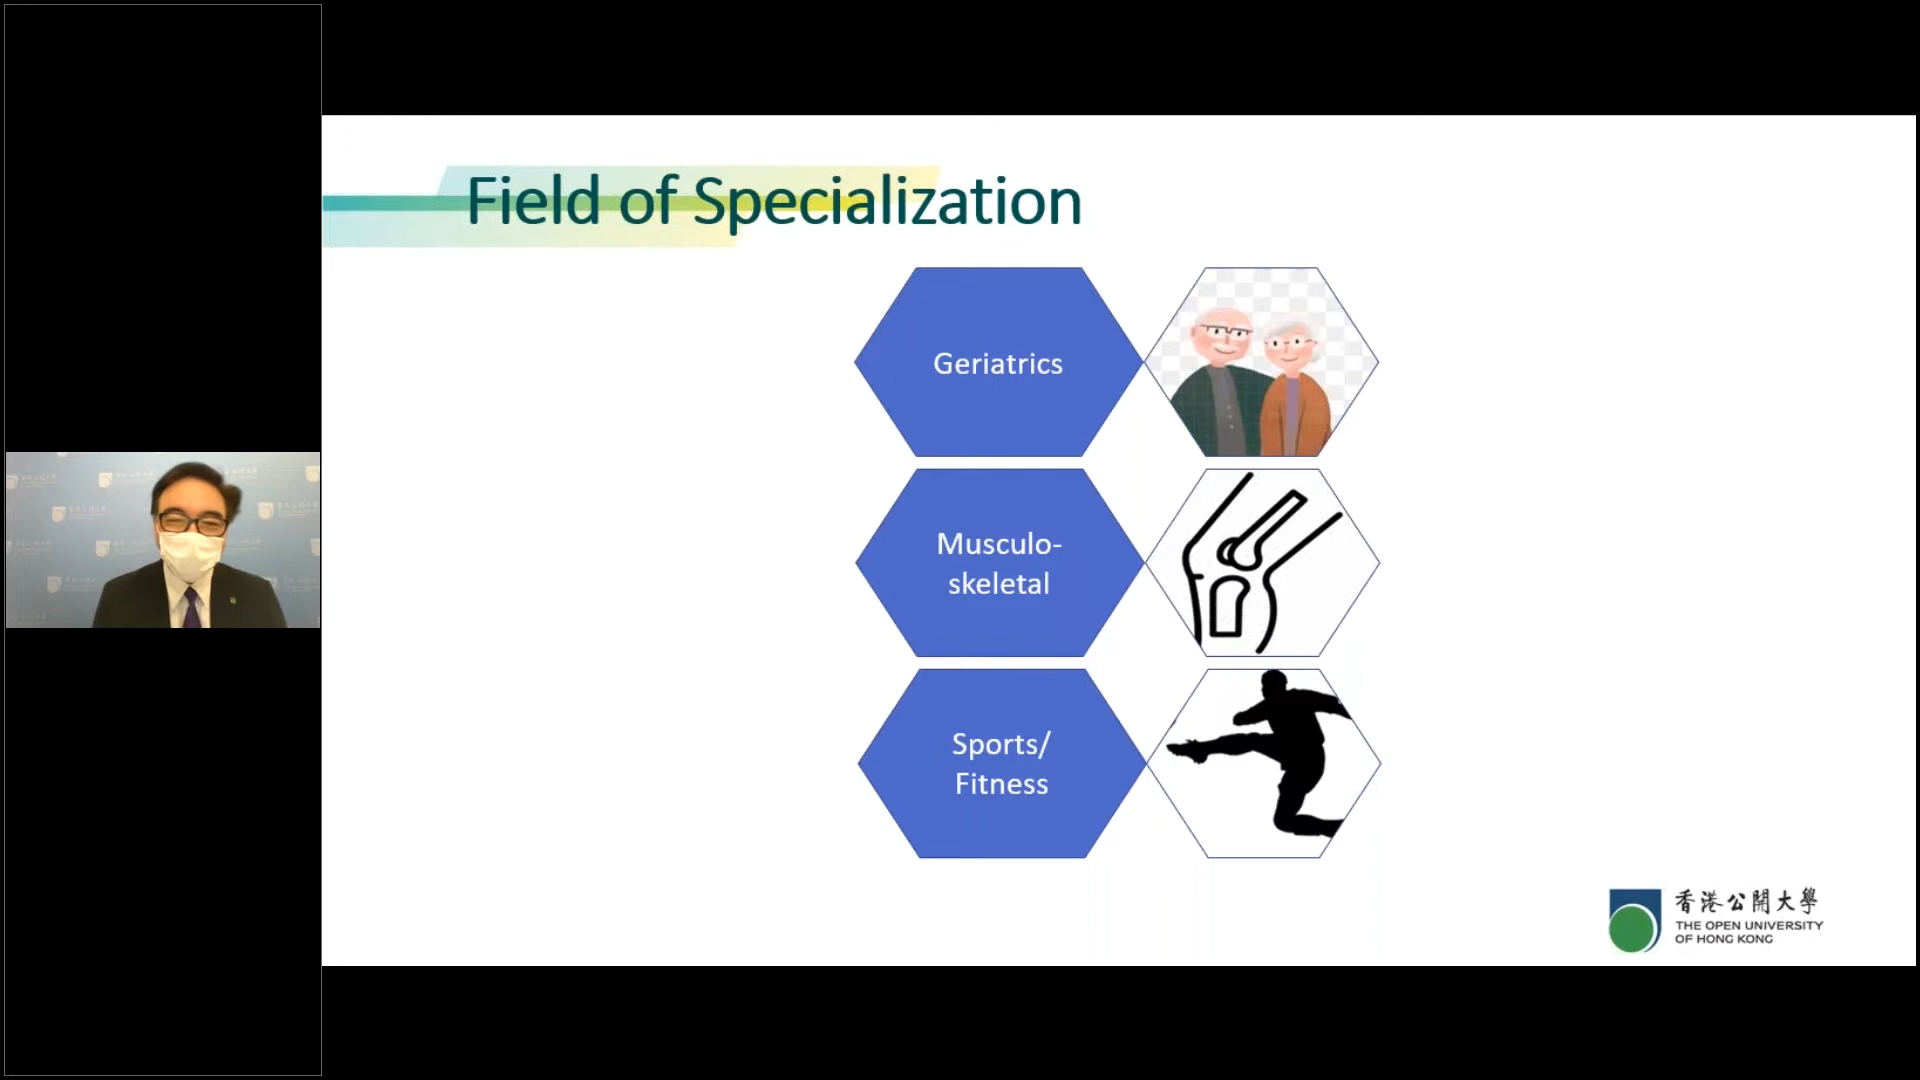 Field of Specialization
Geriatrics
Musculo-
skeletal
Sports/
Fitness
香港公開大學
THE OPEN UNIVERSITY
OF HONG KONG